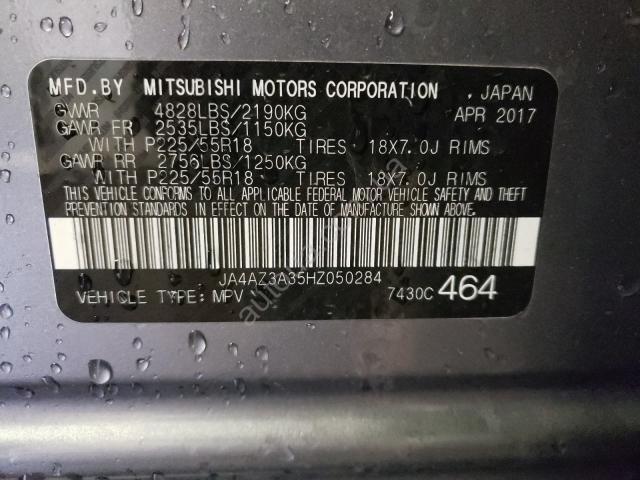 MFD.BY MITSUBISHI MOTORS CORPORATION , JAPAN
GVWR 4828LBS/2190KG APR 2017
GAWR FR 2535LBS/1150KG
WITH P225/55R18 TIRES 18X7.0J RIMS
GAWR RR 2756LBS/1250KG
WITH P225/55R18 TIRES 18X7.0J RIMS
THIS VEHICLE CONFORMS TO ALL APPLICABLE FEDERAL MOTOR VEHICLE SAFETY AND THEFT
PREVENTION STANDARDS IN EFFECT ON THE DATE OF MANUFACTURE SHOWN ABOVE.
JA4AZ3A35HZ050284
VEHICLE TYPE: MPV 7430C 464